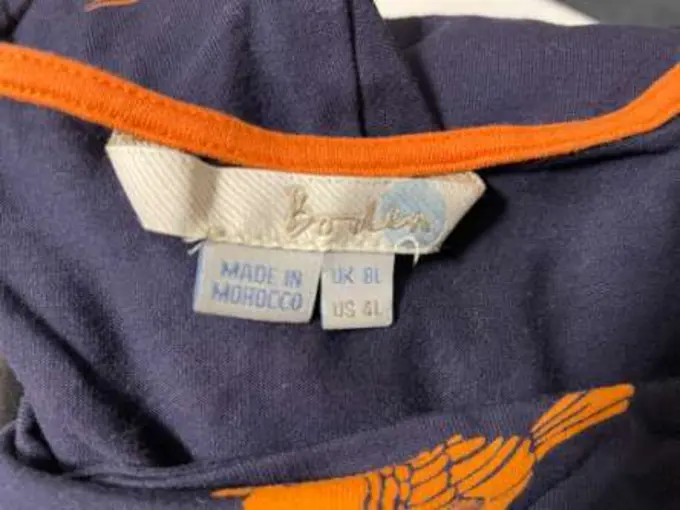 Boden
MADE IN
MOROCCO
UK 8L
US 4L